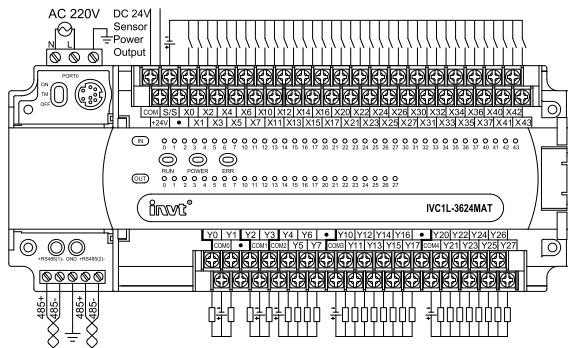 AC 220V
DC 24V
Sensor
Power
Output
N L
PORT0
ON
TM
OFF
COM S/S X0 X2 X4 X6 X10 X12 X14 X16 X20 X22 X24 X26 X30 X32 X34 X36 X40 X42
+24V • X1 X3 X5 X7 X11 X13 X15 X17 X21 X23 X25 X27 X31 X33 X35 X37 X41 X43
IN
0 1 2 3 4 5 6 7 10 11 12 13 14 15 16 17 20 21 22 23 24 25 26 27 30 31 32 33 34 35 36 37 40 41 42 43
RUN POWER ERR
OUT
0 1 2 3 4 5 6 7 10 11 12 13 14 15 16 17 20 21 22 23 24 25 26 27
invt
IVC1L-3624MAT
Y0 Y1 Y2 Y3 Y4 Y6 • Y10 Y12 Y14 Y16 • Y20 Y22 Y24 Y26
COM0 • COM1 COM2 Y5 Y7 COM3 Y11 Y13 Y15 Y17 COM4 Y21 Y23 Y25 Y27
+RS485(1)- GND +RS485(2)-
485+ 485- 485+ 485-